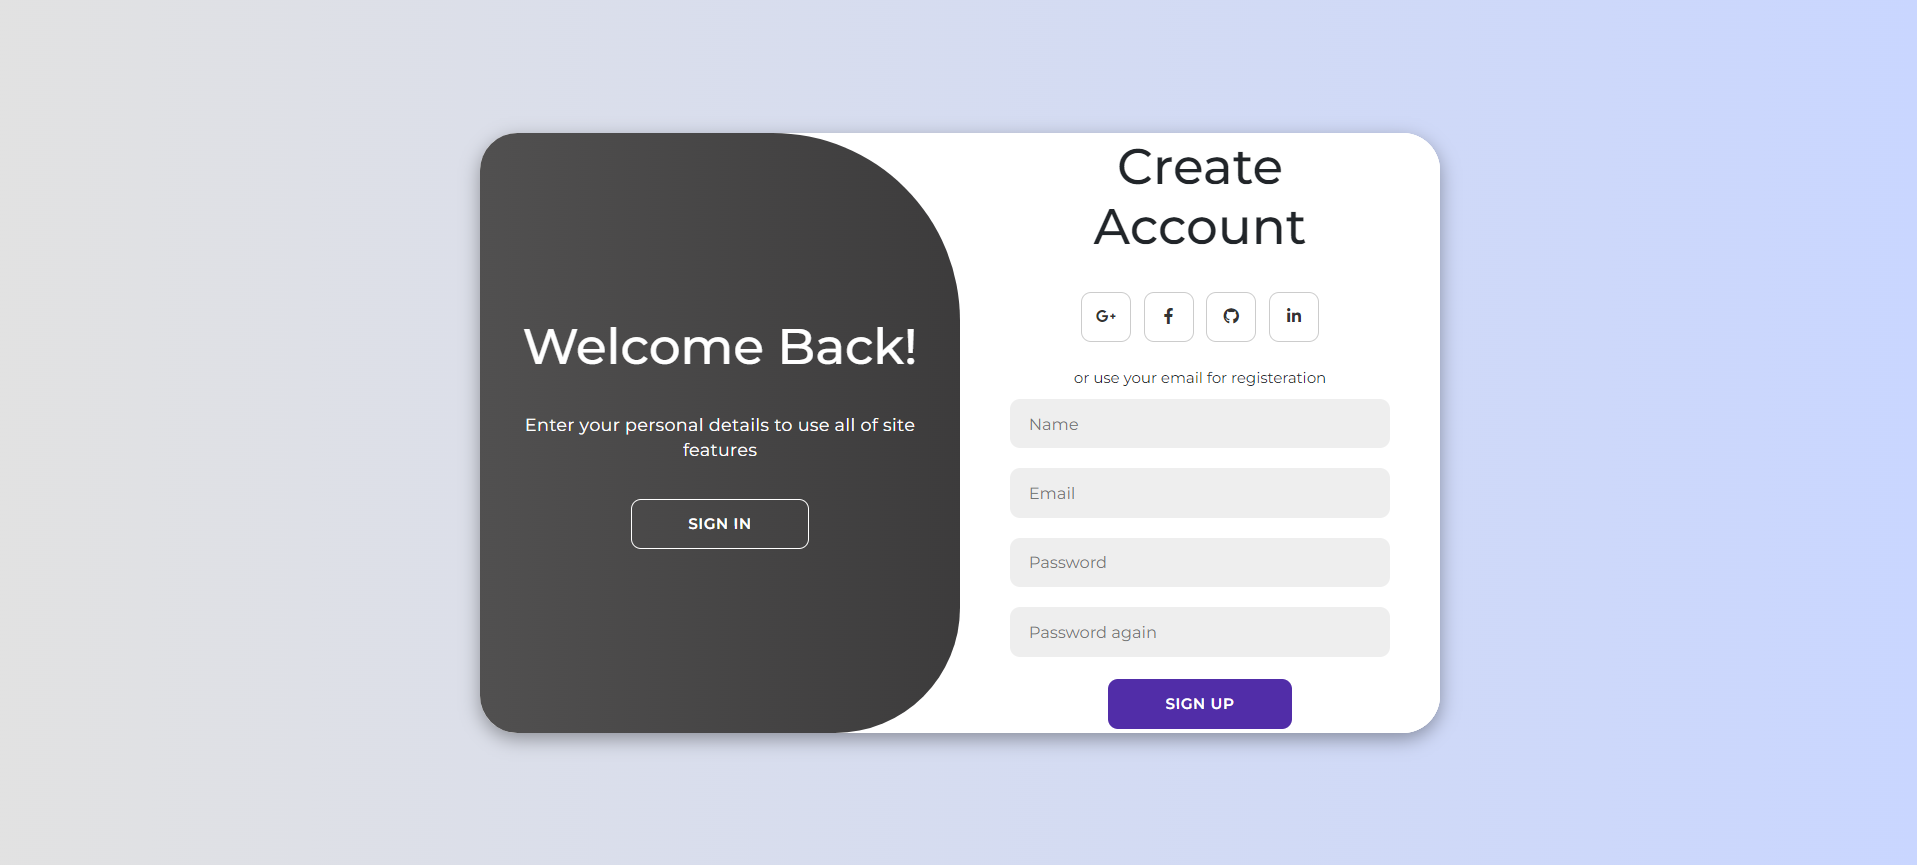 Welcome Back!
Enter your personal details to use all of site
features
SIGN IN
Create
Account
G+
f
in
or use your email for registeration
Name
Email
Password
Password again
SIGN UP